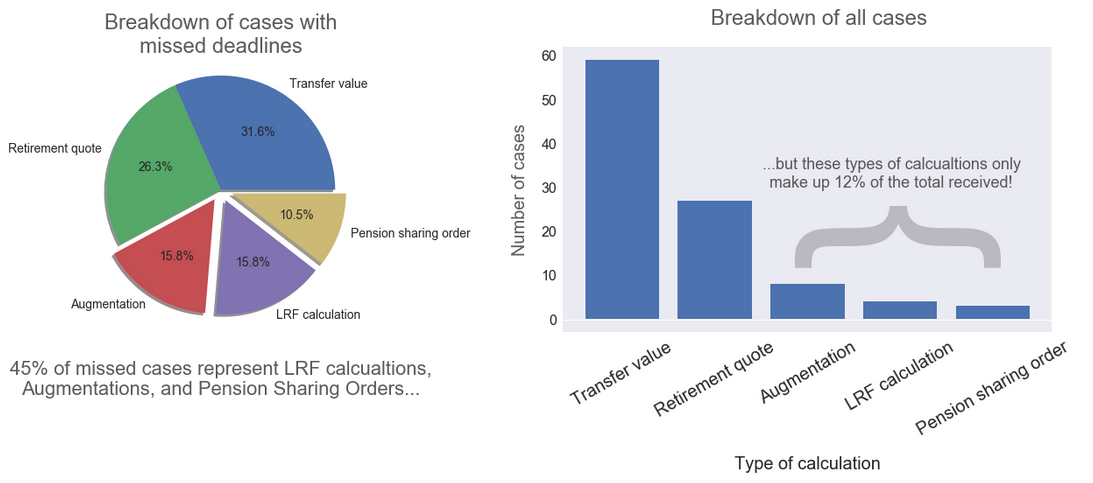 Breakdown of cases with
missed deadlines
Transfer value
31.6%
Retirement quote
26.3%
10.5%
Pension sharing order
15.8%
15.8%
Augmentation
LRF calculation
45% of missed cases represent LRF calcualtions,
Augmentations, and Pension Sharing Orders...
Breakdown of all cases
Number of cases
60
50
40
30
20
10
0
...but these types of calcualtions only
make up 12% of the total received!
Transfer value
Retirement quote
Augmentation
LRF calculation
Pension sharing order
Type of calculation